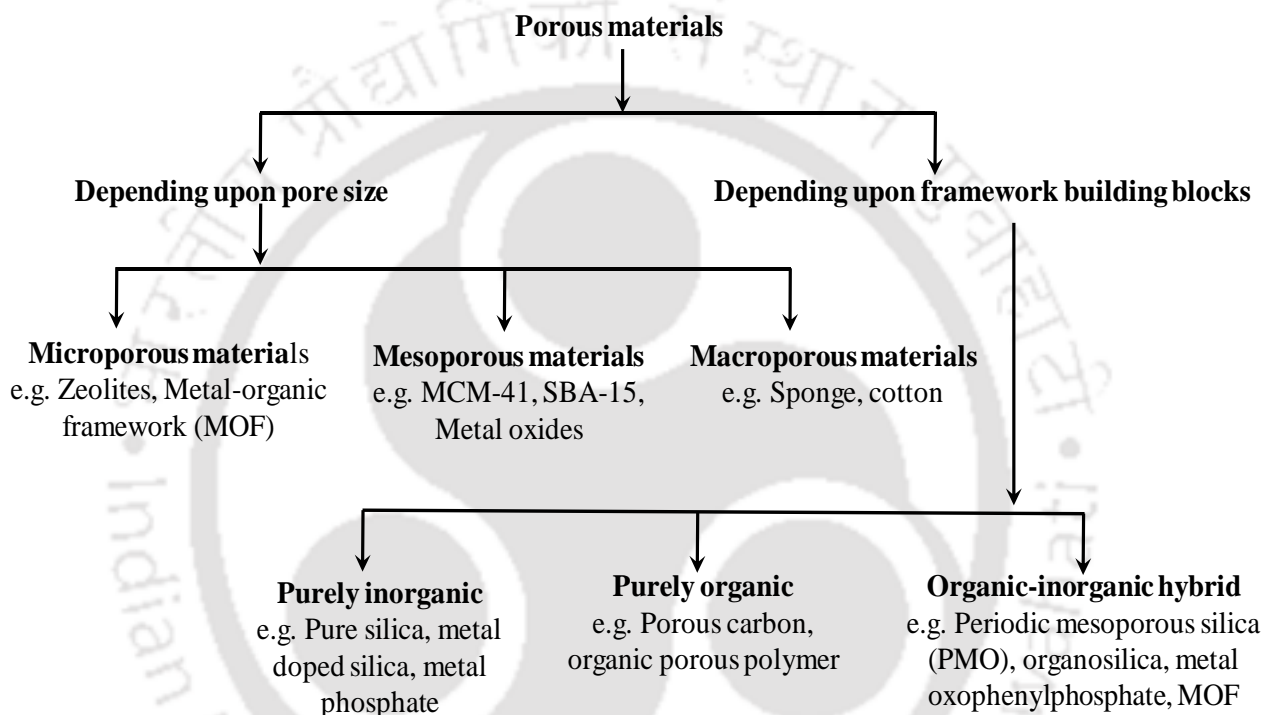 Porous materials
Depending upon pore size
Depending upon framework building blocks
Microporous materials
e.g. Zeolites, Metal-organic
framework (MOF)
Mesoporous materials
e.g. MCM-41, SBA-15,
Metal oxides
Macroporous materials
e.g. Sponge, cotton
Purely inorganic
e.g. Pure silica, metal
doped silica, metal
phosphate
Purely organic
e.g. Porous carbon,
organic porous polymer
Organic-inorganic hybrid
e.g. Periodic mesoporous silica
(PMO), organosilica, metal
oxophenylphosphate, MOF
Indian